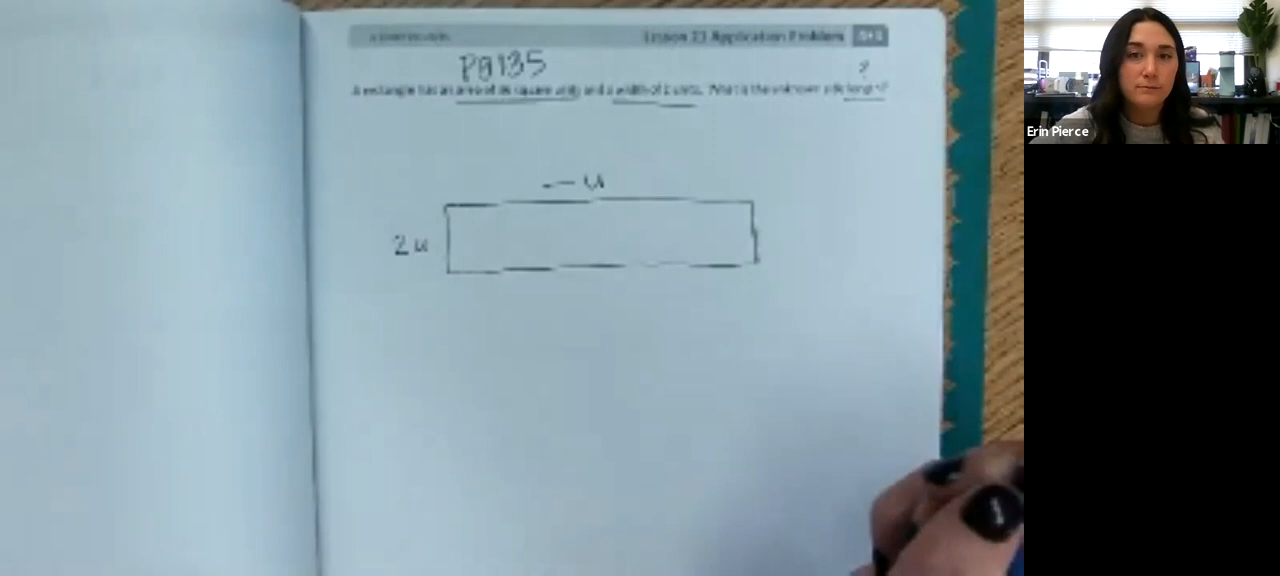 Lesson 23 Application Problem
Pg 135
?
A rectangle has an area of 36 square units and a width of 2 units. What is the unknown side length?
— u
2 u
Erin Pierce